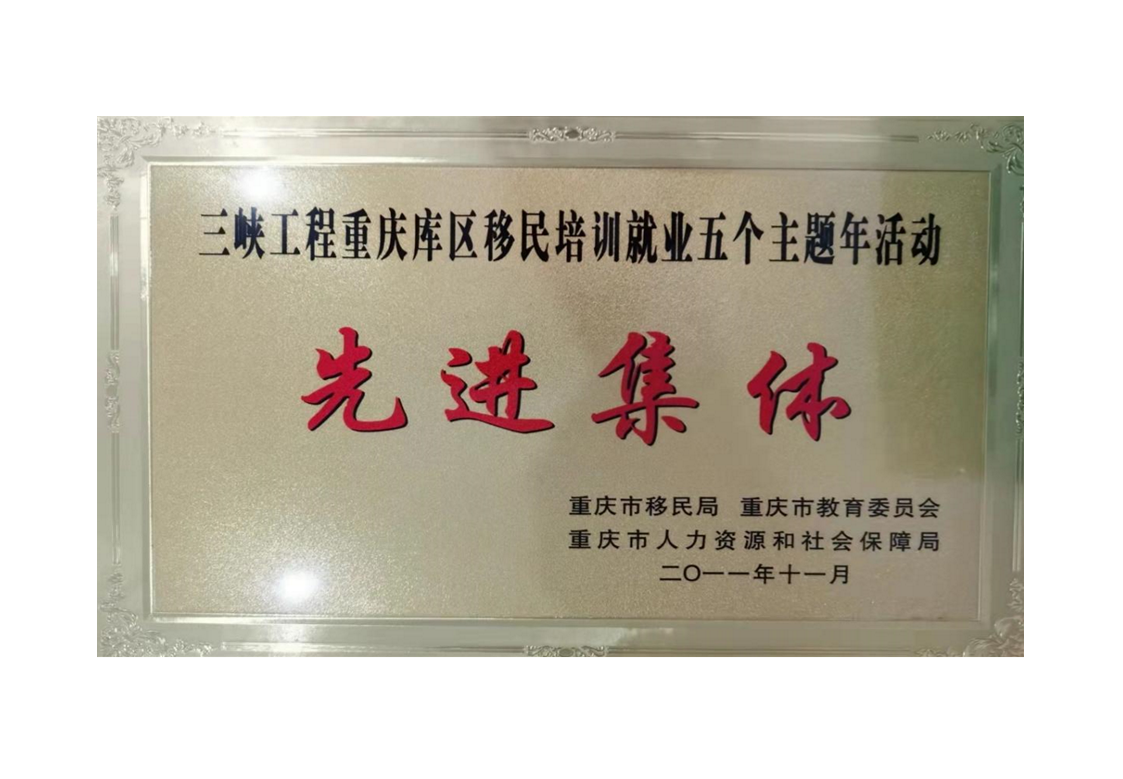 三峡工程重庆库区移民培训就业五个主题年活动
先进集体
重庆市移民局 重庆市教育委员会
重庆市人力资源和社会保障局
二〇一一年十一月